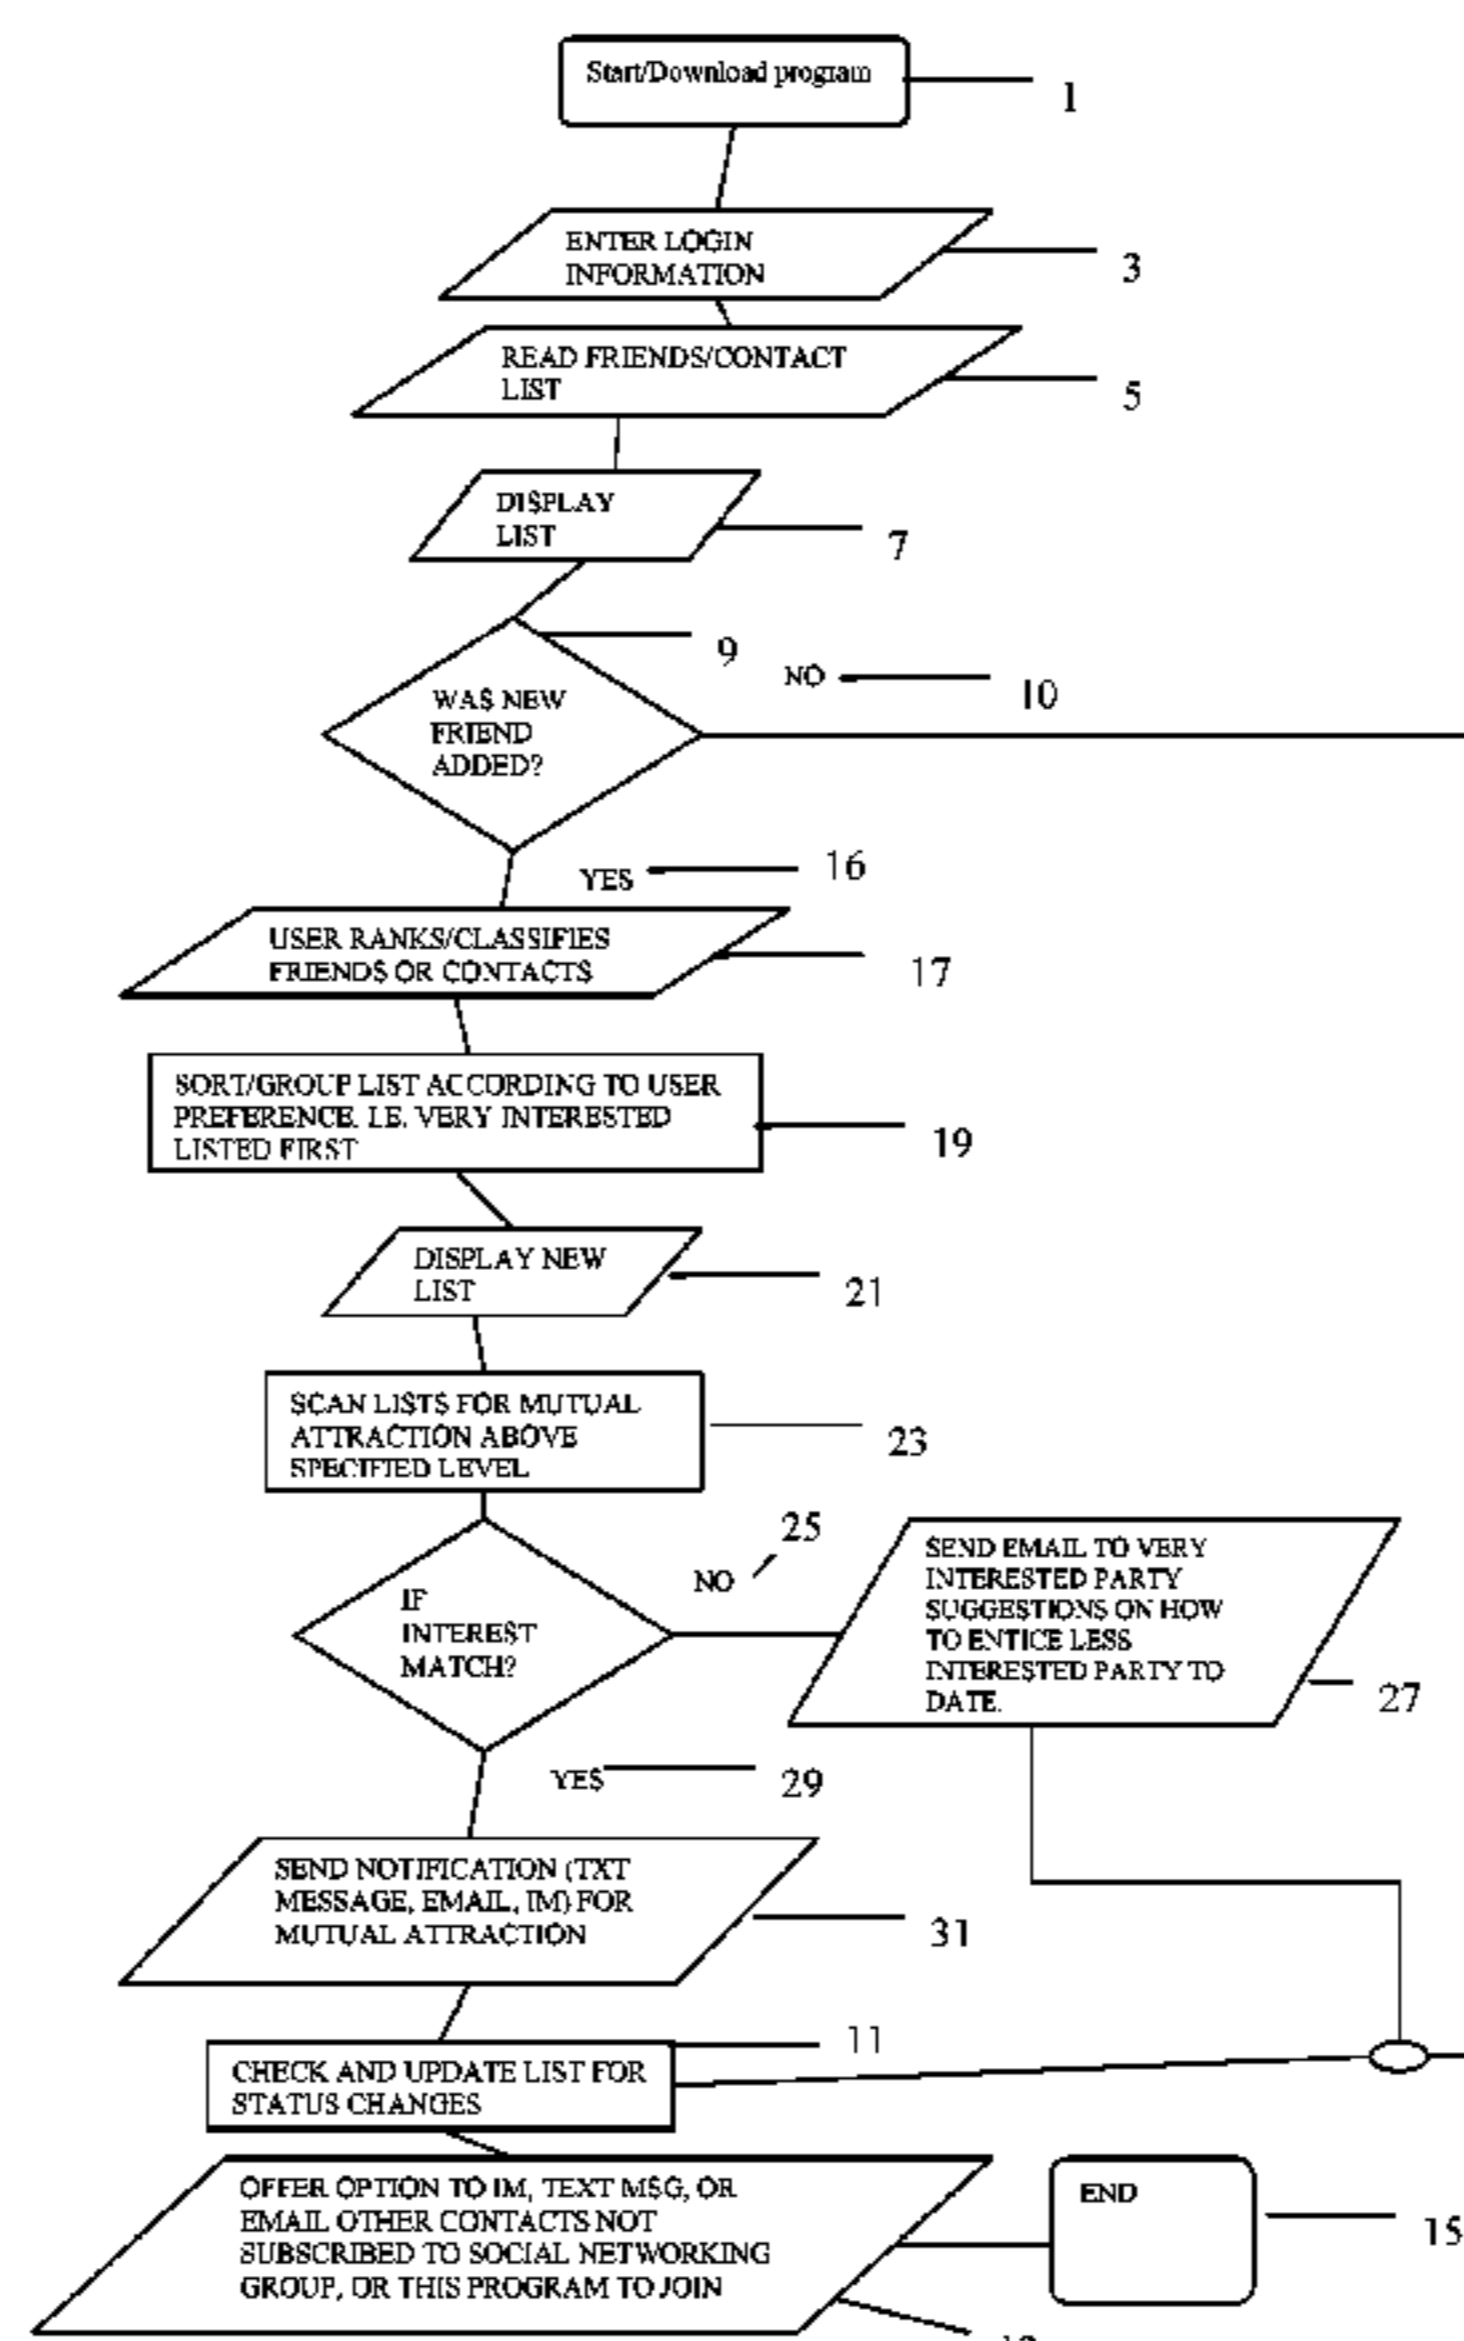 Start/Download program
1
ENTER LOGIN
INFORMATION
3
READ FRIENDS/CONTACT
LIST
5
DISPLAY
LIST
7
9
NO
10
WAS NEW
FRIEND
ADDED?
YES
16
USER RANKS/CLASSIFIES
FRIENDS OR CONTACTS
17
SORT/GROUP LIST ACCORDING TO USER
PREFERENCE. I.E. VERY INTERESTED
LISTED FIRST
19
DISPLAY NEW
LIST
21
SCAN LISTS FOR MUTUAL
ATTRACTION ABOVE
SPECIFIED LEVEL
23
25
NO
IF
INTEREST
MATCH?
SEND EMAIL TO VERY
INTERESTED PARTY
SUGGESTIONS ON HOW
TO ENTICE LESS
INTERESTED PARTY TO
DATE.
27
YES
29
SEND NOTIFICATION (TXT
MESSAGE, EMAIL, IM) FOR
MUTUAL ATTRACTION
31
11
CHECK AND UPDATE LIST FOR
STATUS CHANGES
OFFER OPTION TO IM, TEXT MSG, OR
EMAIL OTHER CONTACTS NOT
SUBSCRIBED TO SOCIAL NETWORKING
GROUP, OR THIS PROGRAM TO JOIN
END
15